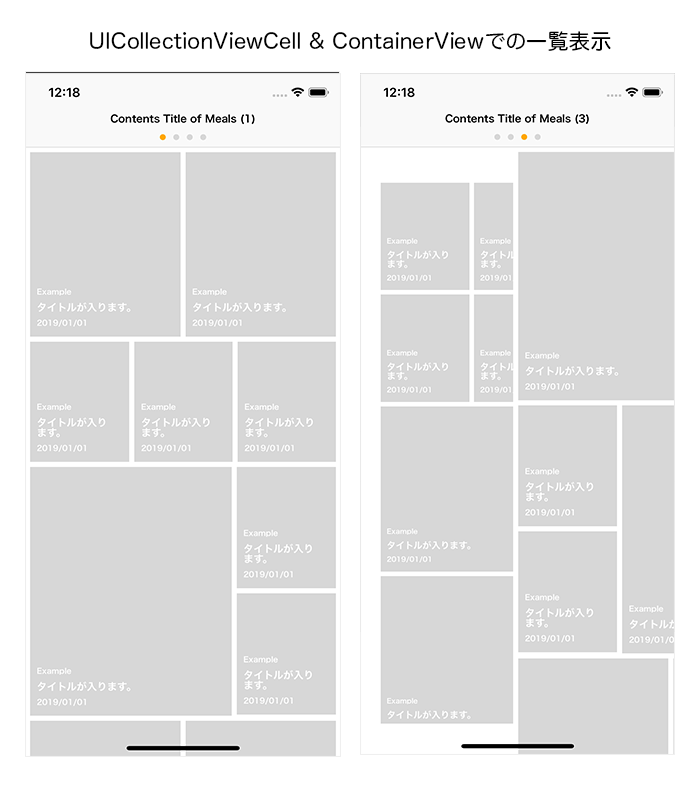 UICollectionViewCell & ContainerViewでの一覧表示
12:18
Contents Title of Meals (1)
Example
タイトルが入ります。
2019/01/01
Example
タイトルが入ります。
2019/01/01
Example
タイトルが入り
ます。
2019/01/01
Example
タイトルが入り
ます。
2019/01/01
Example
タイトルが入り
ます。
2019/01/01
Example
タイトルが入ります。
2019/01/01
Example
タイトルが入り
ます。
2019/01/01
Example
タイトルが入り
ます。
2019/01/01
12:18
Contents Title of Meals (3)
Example
タイトルが入り
ます。
2019/01/01
Example
タイトルが
ます。
2019/01/01
Example
タイトルが入り
ます。
2019/01/01
Example
タイトルが
ます。
2019/01/01
Example
タイトルが入ります。
2019/01/01
Example
タイトルが入ります。
Example
タイトルが入ります。
2019/01/01
Example
タイトルが入り
ます。
2019/01/01
Example
タイトルが入り
ます。
2019/01/01
Example
タイトルが
2019/01/0